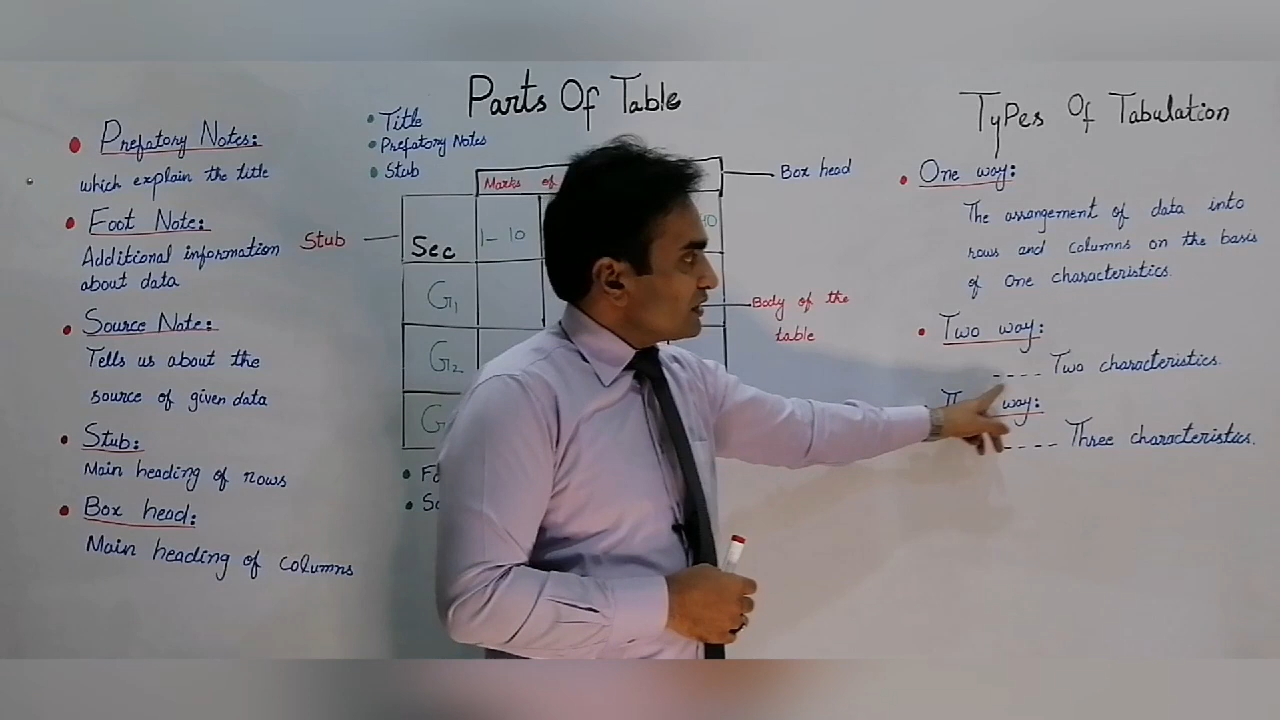 Parts Of Table
• Prefatory Notes:
which explain the title
• Foot Note:
Additional information
about data
• Source Note:
Tells us about the
source of given data
• Stub:
Main heading of rows
• Box head:
Main heading of columns
• Title
• Prefatory Notes
• Stub
Marks of
Box head
Stub
Sec
1-10
G1
Body of the
table
G2
G
Types Of Tabulation
• One way:
The arrangement of data into
rows and columns on the basis
of One characteristics.
• Two way:
---- Two characteristics.
way:
---- Three characteristics.